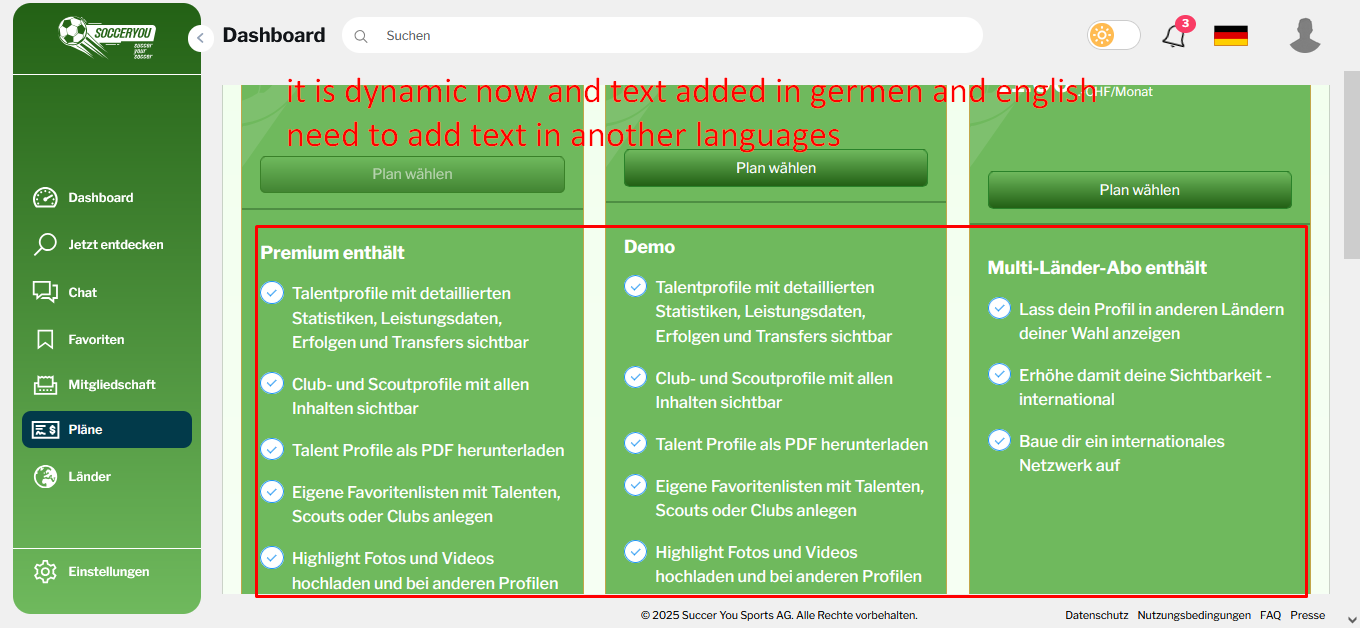 SOCCERYOU
soccer
your
soccer
Dashboard
Suchen
3
it is dynamic now and text added in germen and english
need to add text in another languages
CHF/Monat
Plan wählen
Plan wählen
Plan wählen
Dashboard
Jetzt entdecken
Chat
Favoriten
Mitgliedschaft
Pläne
Länder
Einstellungen
Premium enthält
Talentprofile mit detaillierten
Statistiken, Leistungsdaten,
Erfolgen und Transfers sichtbar
Club- und Scoutprofile mit allen
Inhalten sichtbar
Talent Profile als PDF herunterladen
Eigene Favoritenlisten mit Talenten,
Scouts oder Clubs anlegen
Highlight Fotos und Videos
hochladen und bei anderen Profilen
Demo
Talentprofile mit detaillierten
Statistiken, Leistungsdaten,
Erfolgen und Transfers sichtbar
Club- und Scoutprofile mit allen
Inhalten sichtbar
Talent Profile als PDF herunterladen
Eigene Favoritenlisten mit Talenten,
Scouts oder Clubs anlegen
Highlight Fotos und Videos
hochladen und bei anderen Profilen
Multi-Länder-Abo enthält
Lass dein Profil in anderen Ländern
deiner Wahl anzeigen
Erhöhe damit deine Sichtbarkeit -
international
Baue dir ein internationales
Netzwerk auf
© 2025 Succer You Sports AG. Alle Rechte vorbehalten.
Datenschutz Nutzungsbedingungen FAQ Presse